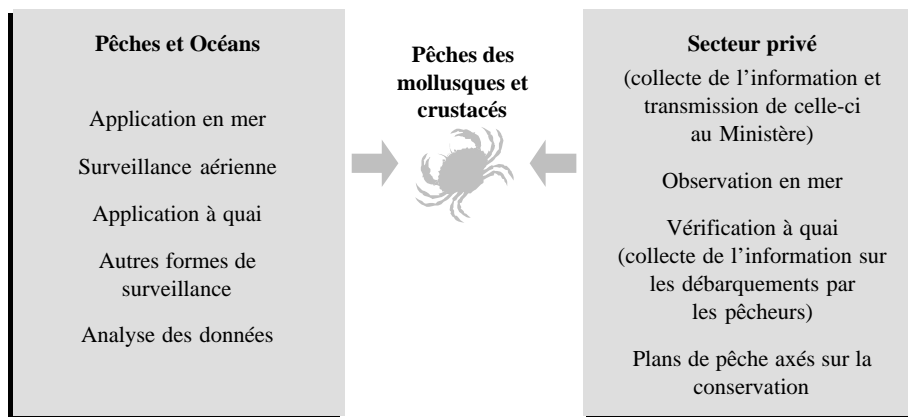 Pêches et Océans
Application en mer
Surveillance aérienne
Application à quai
Autres formes de
surveillance
Analyse des données
Pêches des
mollusques et
crustacés
Secteur privé
(collecte de l’information et
transmission de celle-ci
au Ministère)
Observation en mer
Vérification à quai
(collecte de l’information sur
les débarquements par
les pêcheurs)
Plans de pêche axés sur la
conservation